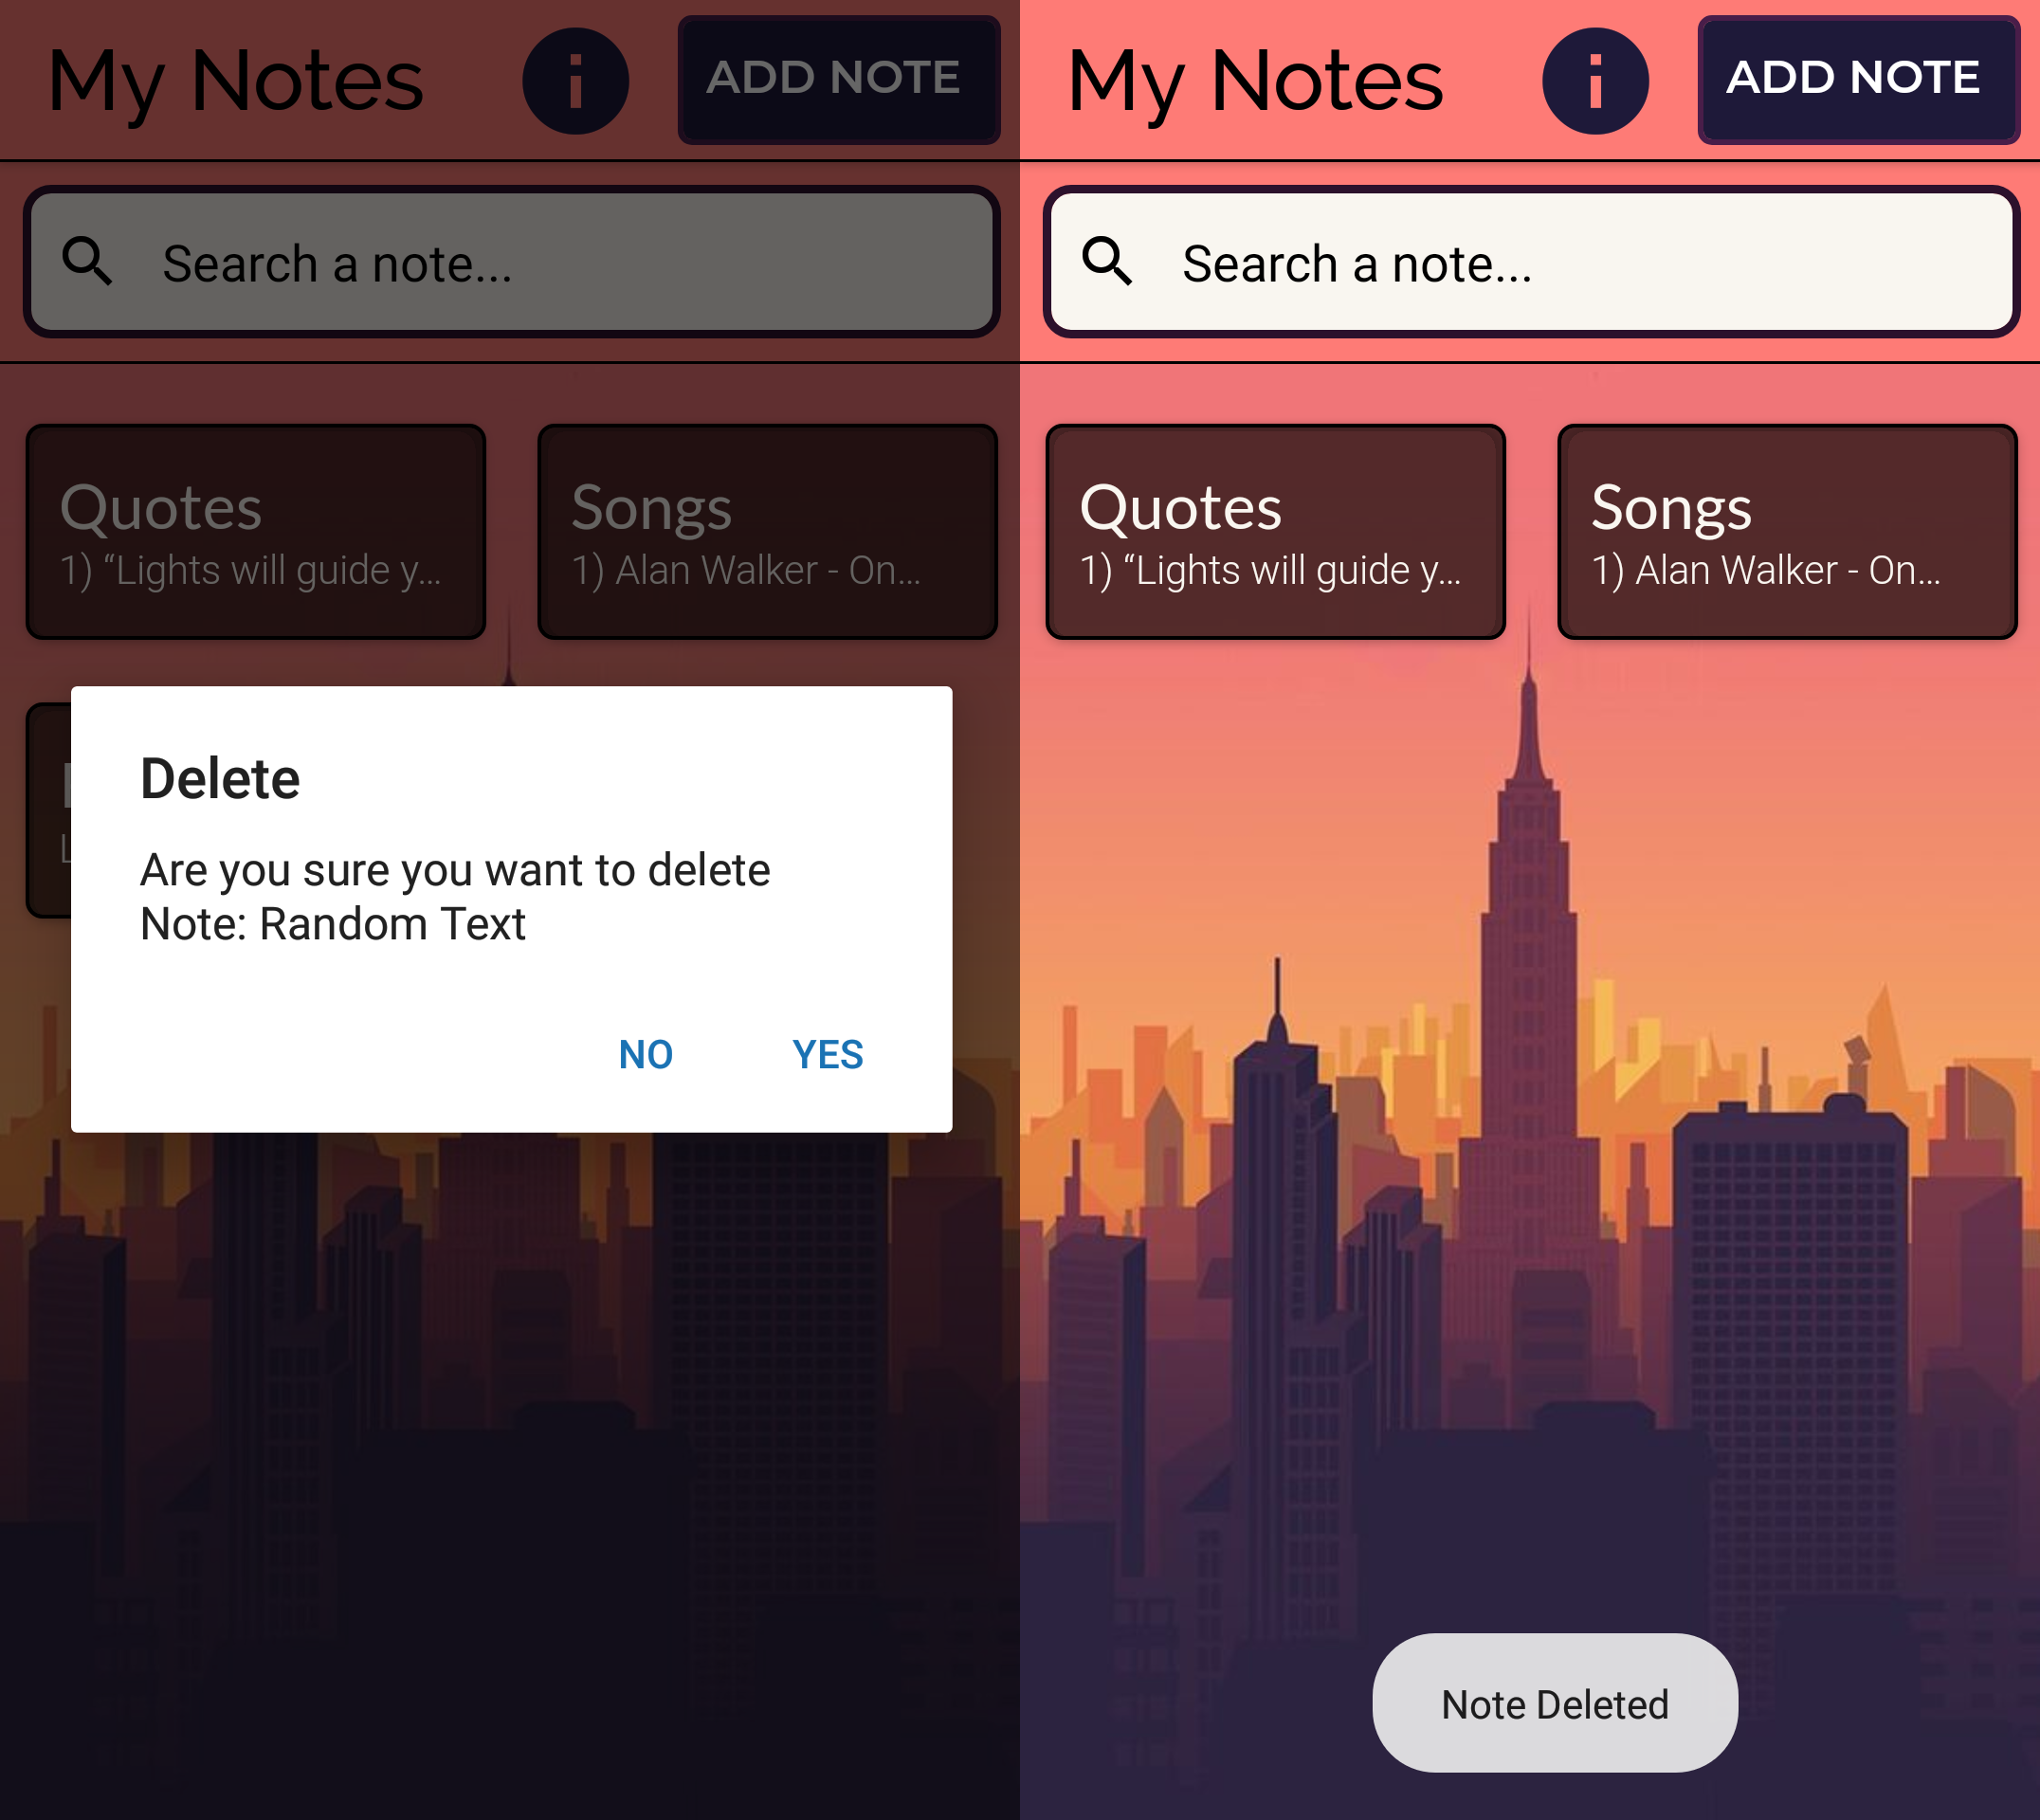 My Notes
i
ADD NOTE
Search a note...
Quotes
1) “Lights will guide y...
Songs
1) Alan Walker - On...
Delete
Are you sure you want to delete
Note: Random Text
NO
YES
My Notes
i
ADD NOTE
Search a note...
Quotes
1) “Lights will guide y...
Songs
1) Alan Walker - On...
Note Deleted